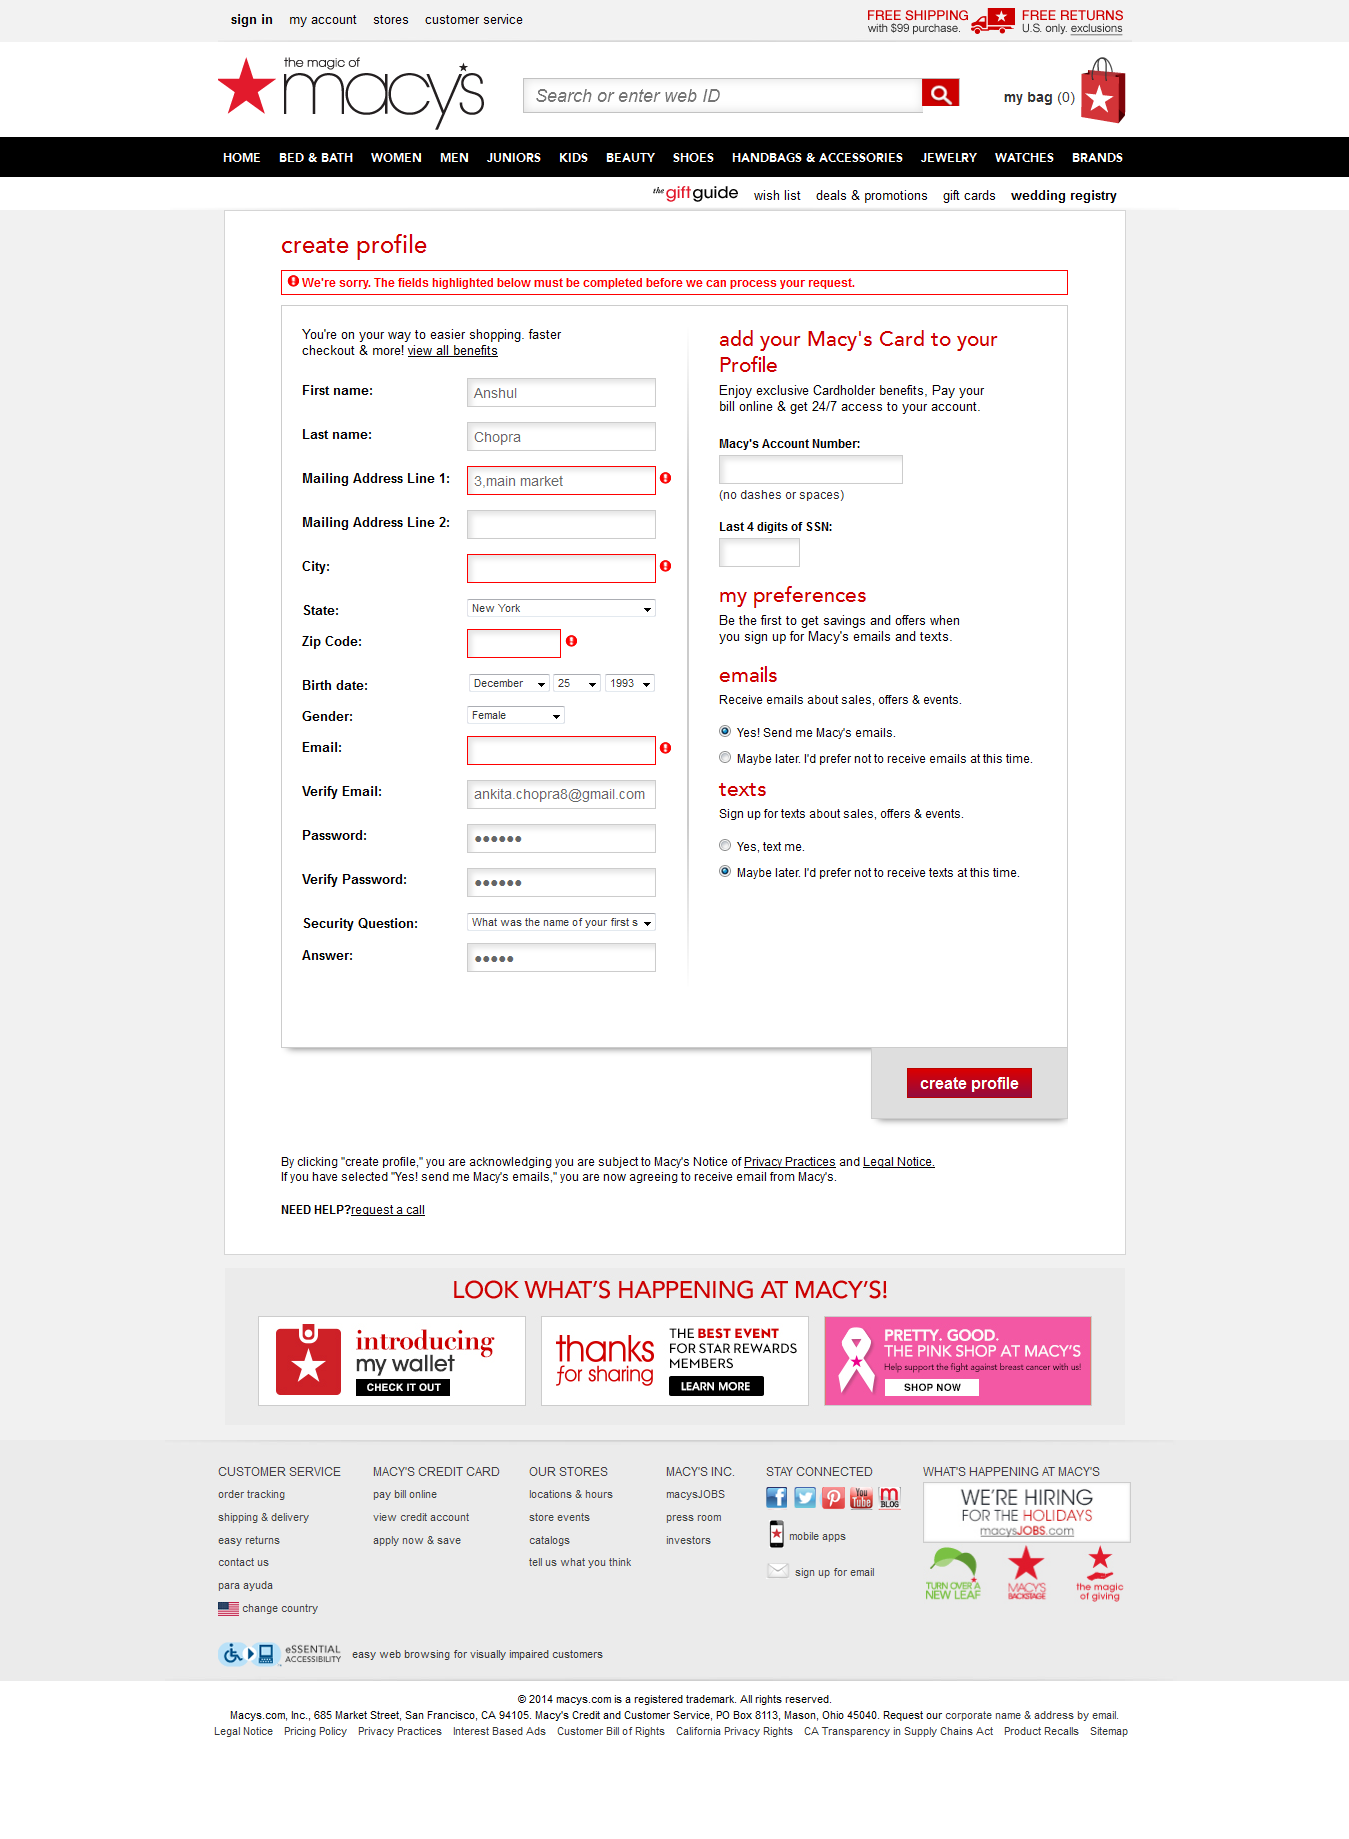 sign in my account stores customer service
FREE SHIPPING with $99 purchase. FREE RETURNS U.S. only. exclusions
the magic of
macy's
Search or enter web ID
my bag (0)
HOME BED & BATH WOMEN MEN JUNIORS KIDS BEAUTY SHOES HANDBAGS & ACCESSORIES JEWELRY WATCHES BRANDS
the gift guide wish list deals & promotions gift cards wedding registry
create profile
We're sorry. The fields highlighted below must be completed before we can process your request.
You're on your way to easier shopping. faster
checkout & more! view all benefits
First name: Anshul
Last name: Chopra
Mailing Address Line 1: 3,main market
Mailing Address Line 2:
City:
State: New York
Zip Code:
Birth date: December 25 1993
Gender: Female
Email:
Verify Email: ankita.chopra8@gmail.com
Password: ●●●●●●
Verify Password: ●●●●●●
Security Question: What was the name of your first s
Answer: ●●●●●
add your Macy's Card to your
Profile
Enjoy exclusive Cardholder benefits, Pay your
bill online & get 24/7 access to your account.
Macy's Account Number:
(no dashes or spaces)
Last 4 digits of SSN:
my preferences
Be the first to get savings and offers when
you sign up for Macy's emails and texts.
emails
Receive emails about sales, offers & events.
Yes! Send me Macy's emails.
Maybe later. I'd prefer not to receive emails at this time.
texts
Sign up for texts about sales, offers & events.
Yes, text me.
Maybe later. I'd prefer not to receive texts at this time.
create profile
By clicking "create profile," you are acknowledging you are subject to Macy's Notice of Privacy Practices and Legal Notice.
If you have selected "Yes! send me Macy's emails," you are now agreeing to receive email from Macy's.
NEED HELP?request a call
LOOK WHAT'S HAPPENING AT MACY'S!
introducing
my wallet
CHECK IT OUT
thanks
for sharing
THE BEST EVENT
FOR STAR REWARDS
MEMBERS
LEARN MORE
PRETTY. GOOD.
THE PINK SHOP AT MACY'S
Help support the fight against breast cancer with us!
SHOP NOW
CUSTOMER SERVICE
order tracking
shipping & delivery
easy returns
contact us
para ayuda
change country
MACY'S CREDIT CARD
pay bill online
view credit account
apply now & save
OUR STORES
locations & hours
store events
catalogs
tell us what you think
MACY'S INC.
macysJOBS
press room
investors
STAY CONNECTED
You Tube
m BLOG
mobile apps
sign up for email
WHAT'S HAPPENING AT MACY'S
WE'RE HIRING
FOR THE HOLIDAYS
macysJOBS.com
TURN OVER A
NEW LEAF
MACYS
BACKSTAGE
the magic
of giving
eSSENTIAL
ACCESSIBILITY
easy web browsing for visually impaired customers
© 2014 macys.com is a registered trademark. All rights reserved.
Macys.com, Inc., 685 Market Street, San Francisco, CA 94105. Macy's Credit and Customer Service, PO Box 8113, Mason, Ohio 45040. Request our corporate name & address by email.
Legal Notice Pricing Policy Privacy Practices Interest Based Ads Customer Bill of Rights California Privacy Rights CA Transparency in Supply Chains Act Product Recalls Sitemap